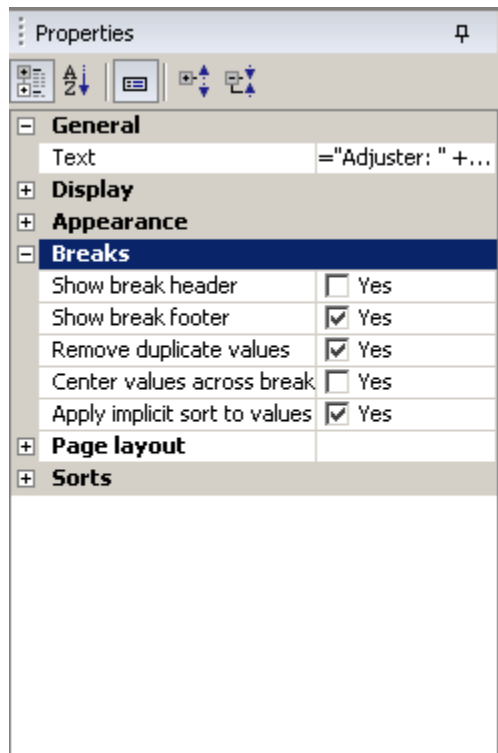 Properties
A
Z
General
Text ="Adjuster: " +...
Display
Appearance
Breaks
Show break header Yes
Show break footer Yes
Remove duplicate values Yes
Center values across break Yes
Apply implicit sort to values Yes
Page layout
Sorts